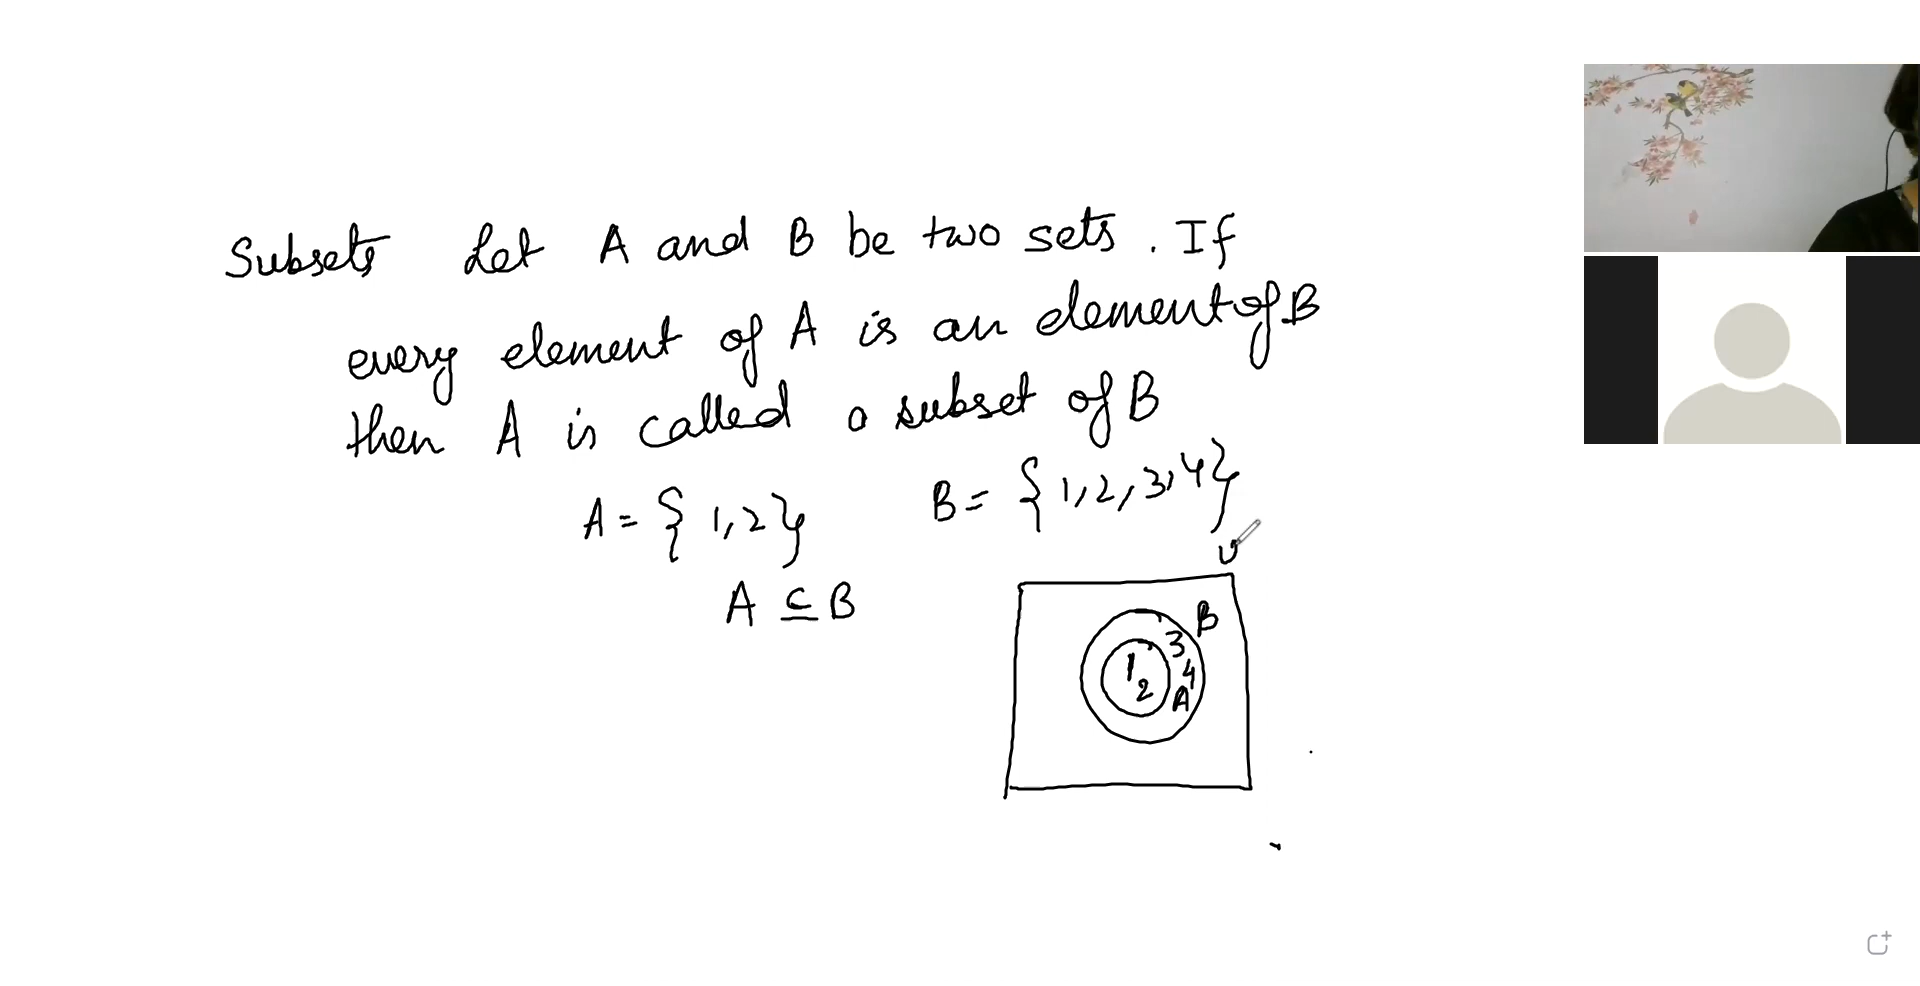 Subsets Let A and B be two sets. If
every element of A is an element of B
then A is called a subset of B
A = { 1, 2 } B = { 1, 2, 3, 4 }
U
A ⊆ B
B
3
1
4
2
A